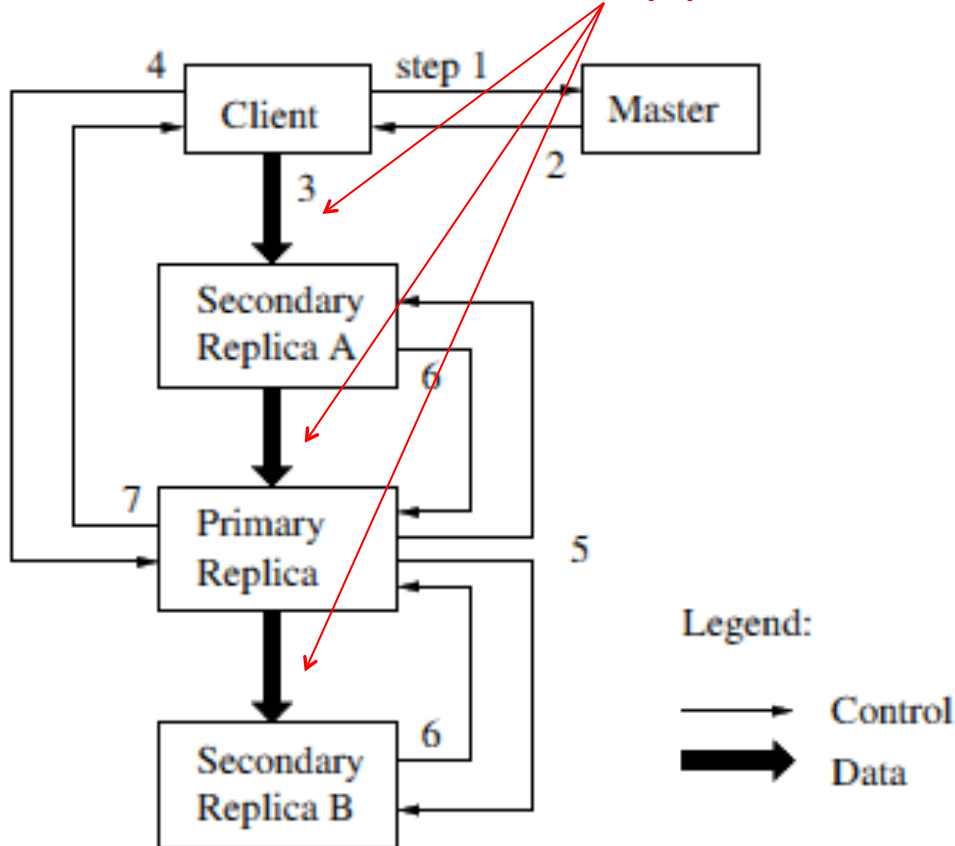 4
step 1
Client
Master
2
3
Secondary
Replica A
6
7
Primary
Replica
5
Legend:
Control
6
Secondary
Replica B
Data